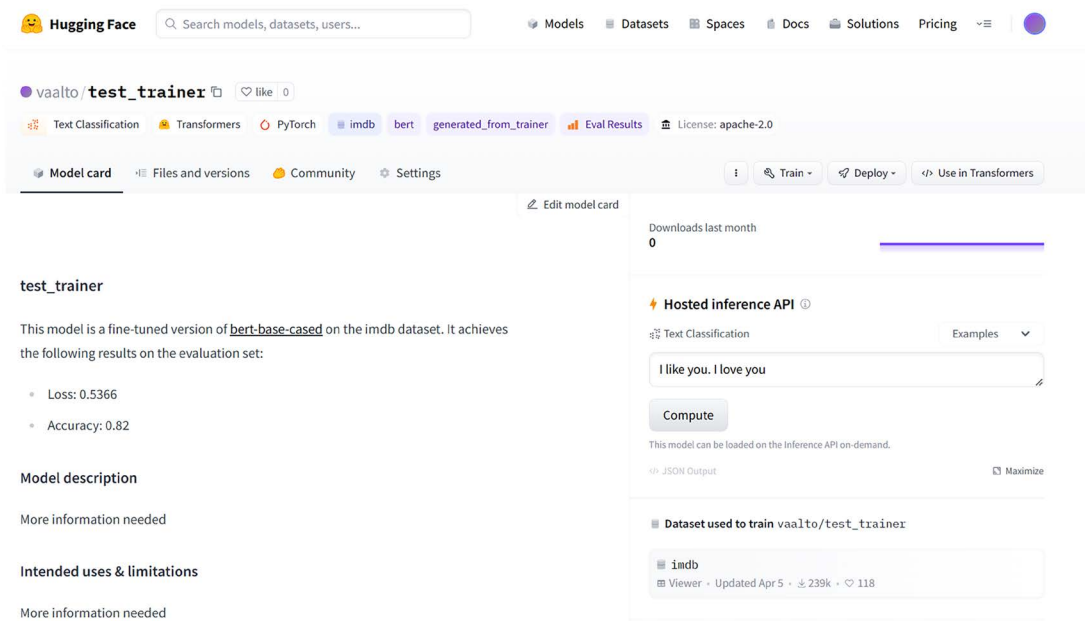 Hugging Face
Search models, datasets, users...
Models Datasets Spaces Docs Solutions Pricing
vaalto/test_trainer like 0
Text Classification Transformers PyTorch imdb bert generated_from_trainer Eval Results License: apache-2.0
Model card Files and versions Community Settings
Train Deploy </> Use in Transformers
Edit model card
test_trainer
This model is a fine-tuned version of bert-base-cased on the imdb dataset. It achieves
the following results on the evaluation set:
• Loss: 0.5366
• Accuracy: 0.82
Model description
More information needed
Intended uses & limitations
More information needed
Downloads last month
0
Hosted inference API
Text Classification
Examples
I like you. I love you
Compute
This model can be loaded on the Inference API on-demand.
</> JSON Output
Maximize
Dataset used to train vaalto/test_trainer
imdb
Viewer • Updated Apr 5 • 239k • 118